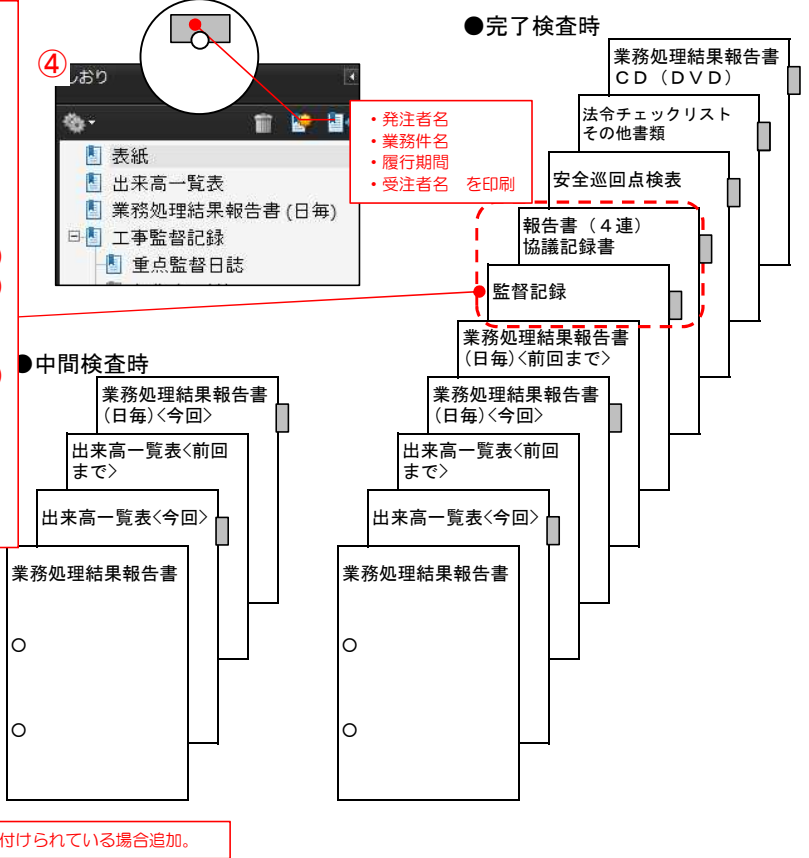 ●完了検査時
④
しおり
表紙
出来高一覧表
業務処理結果報告書(日毎)
工事監督記録
重点監督日誌
・発注者名
・業務件名
・履行期間
・受注者名 を印刷
業務処理結果報告書
CD(DVD)
法令チェックリスト
その他書類
安全巡回点検表
報告書(4連)
協議記録書
監督記録
業務処理結果報告書
(日毎)<前回まで>
業務処理結果報告書
(日毎)<今回>
出来高一覧表<前回
まで>
出来高一覧表<今回>
業務処理結果報告書
●中間検査時
業務処理結果報告書
(日毎)<今回>
出来高一覧表<前回
まで>
出来高一覧表<今回>
業務処理結果報告書
付けられている場合追加。